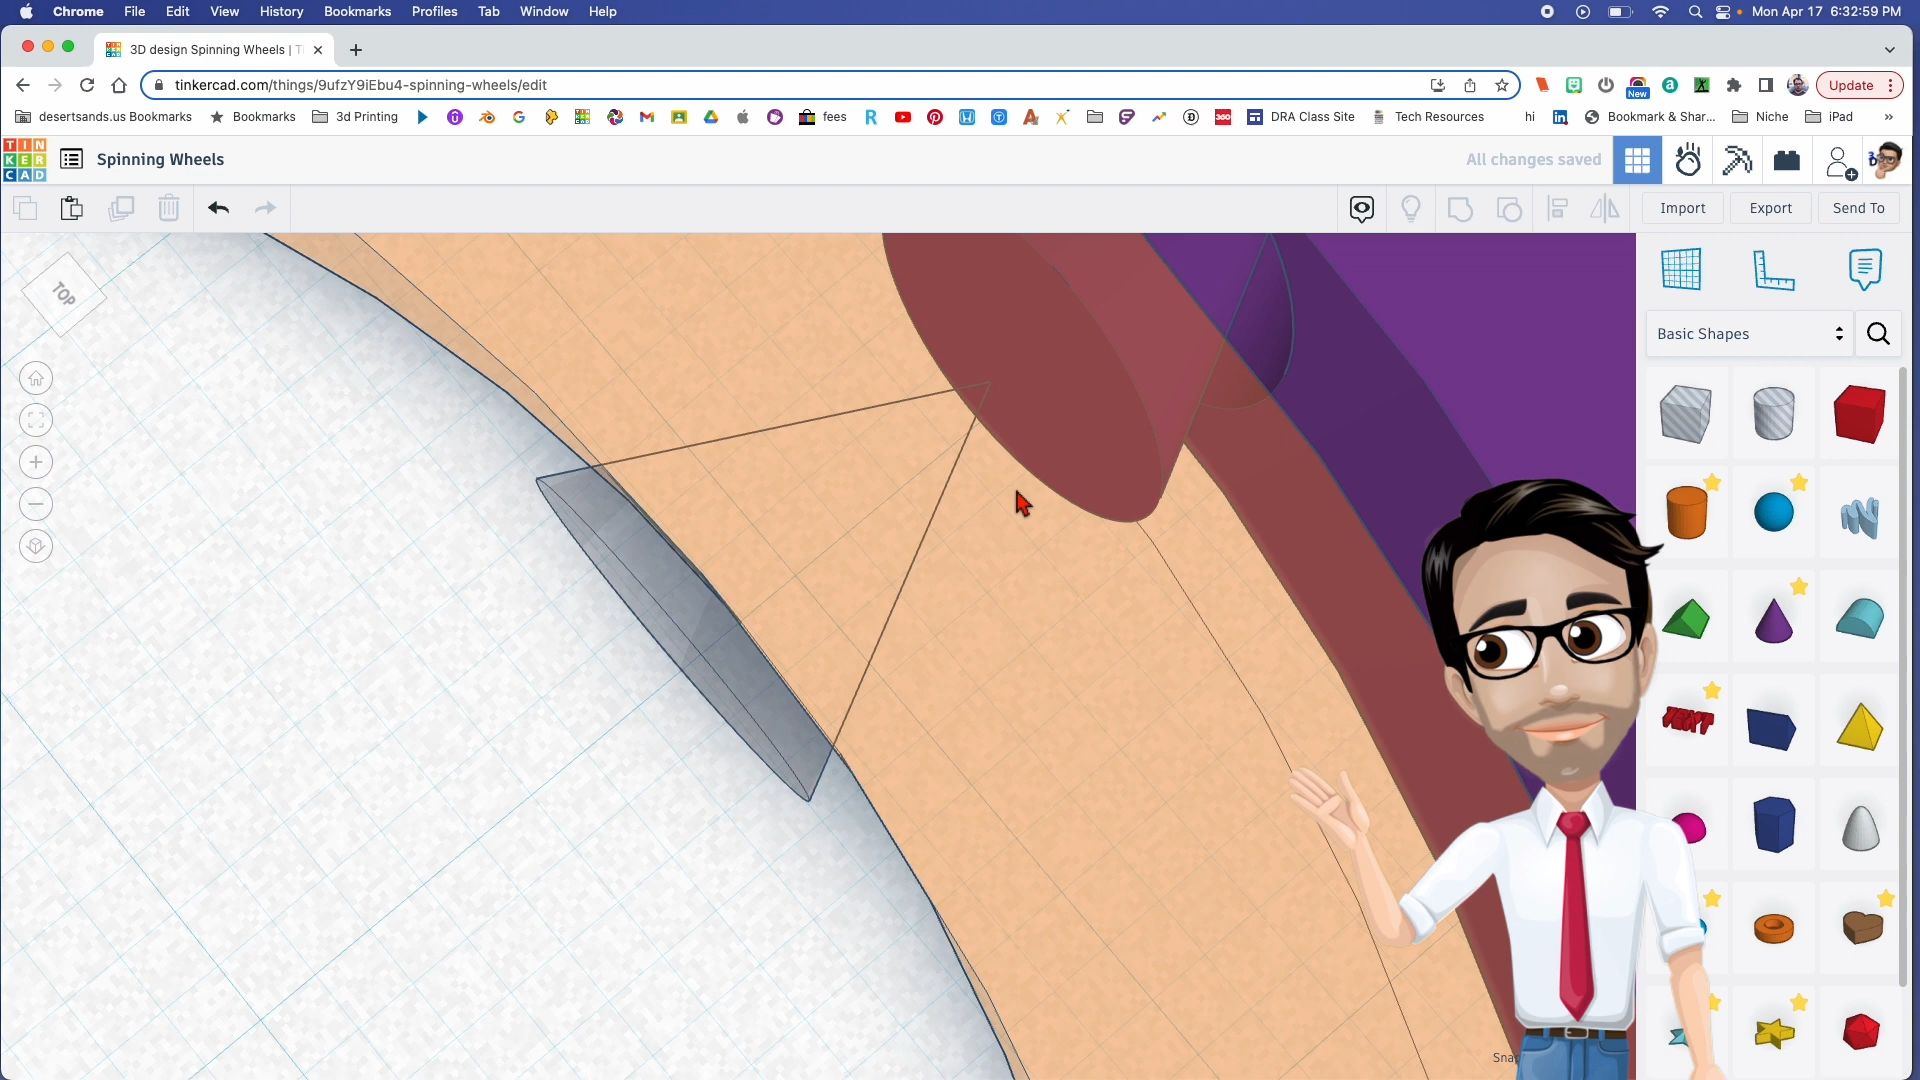 Chrome File Edit View History Bookmarks Profiles Tab Window Help Mon Apr 17 6:32:59 PM
3D design Spinning Wheels | T
tinkercad.com/things/9ufzY9iEbu4-spinning-wheels/edit New Update
desertsands.us Bookmarks Bookmarks 3d Printing fees DRA Class Site Tech Resources hi Bookmark & Shar... Niche iPad »
TIN
KER
CAD
Spinning Wheels All changes saved
Import Export Send To
TOP
Basic Shapes
TEXT
Snap